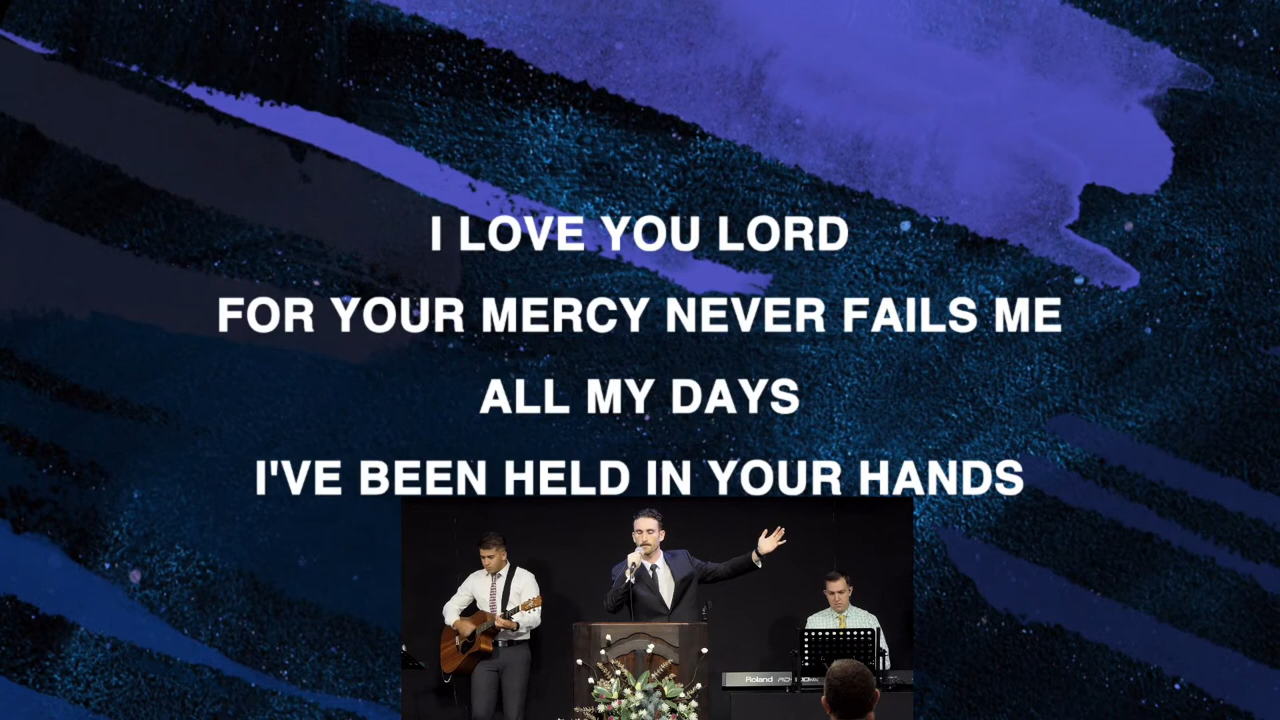 I LOVE YOU LORD
FOR YOUR MERCY NEVER FAILS ME
ALL MY DAYS
I'VE BEEN HELD IN YOUR HANDS
Roland